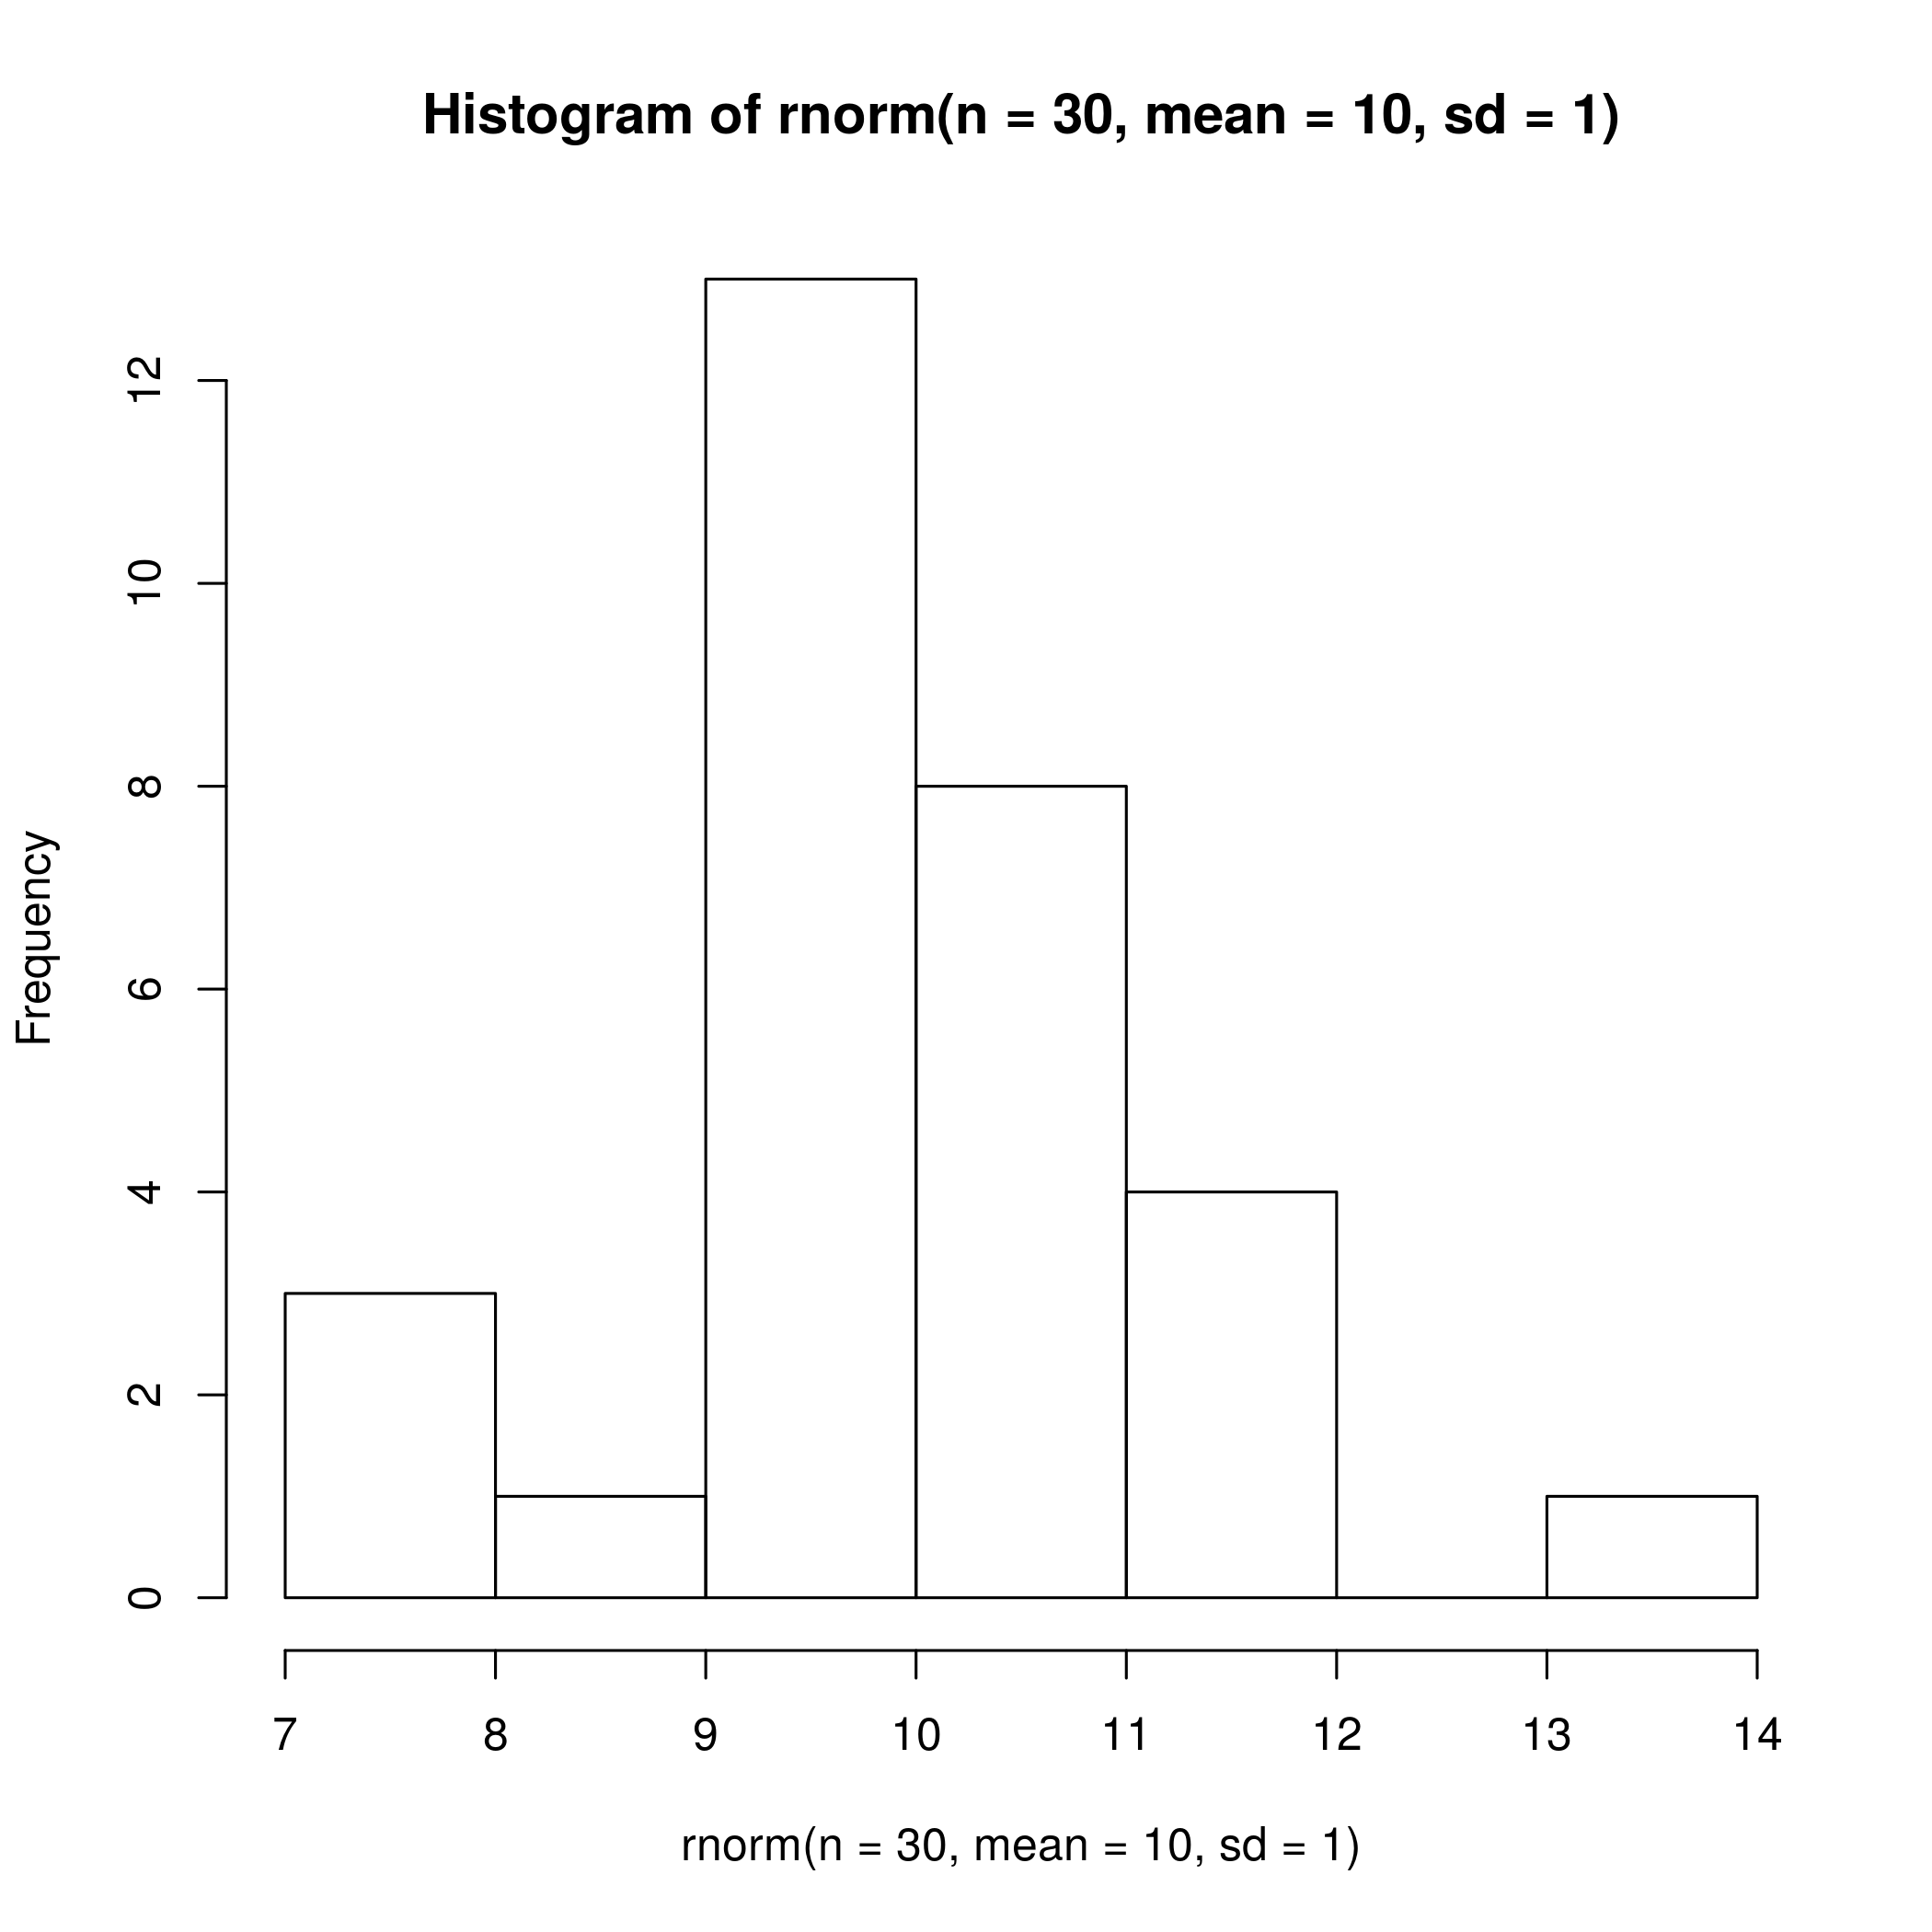 Histogram of rnorm(n = 30, mean = 10, sd = 1)
Frequency
12
10
8
6
4
2
0
7 8 9 10 11 12 13 14
rnorm(n = 30, mean = 10, sd = 1)